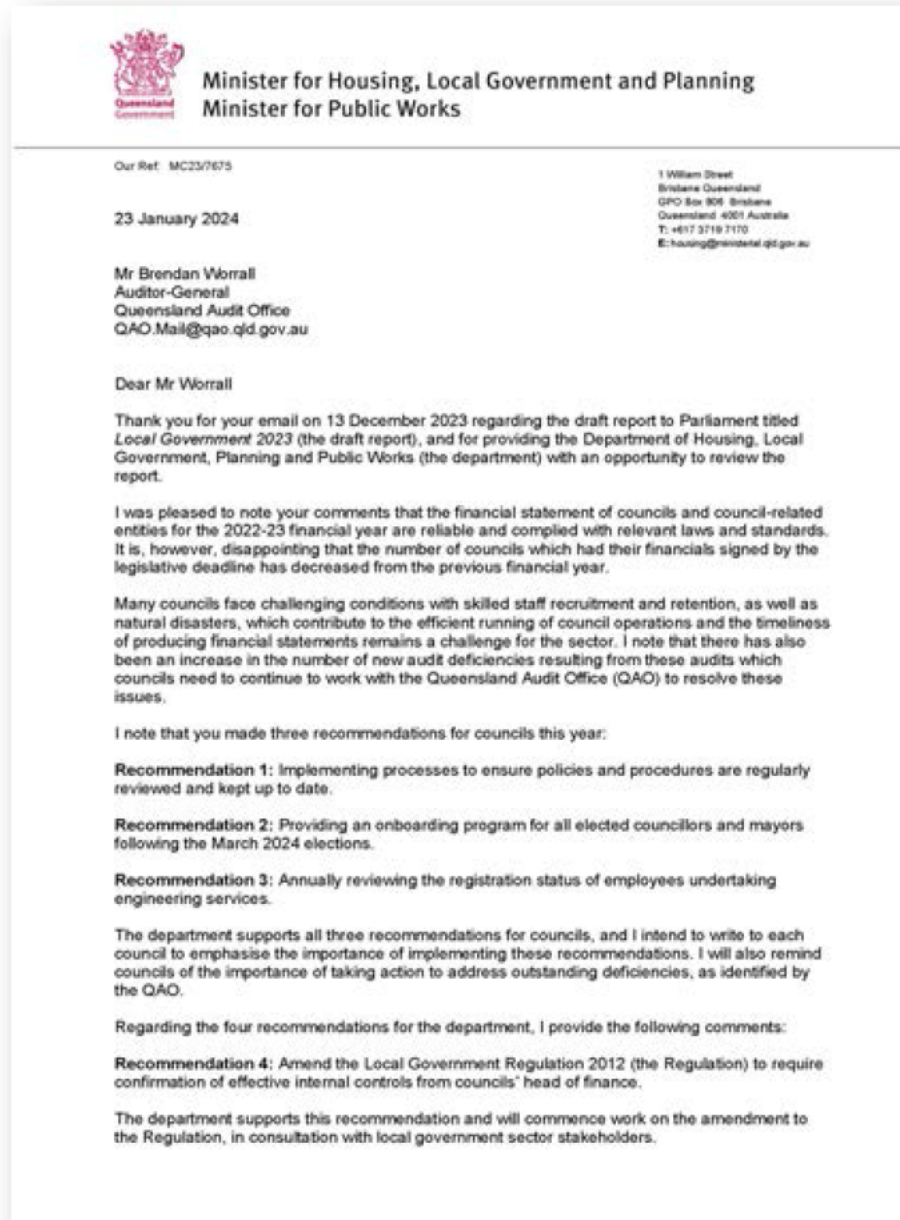 Queensland
Government
Minister for Housing, Local Government and Planning
Minister for Public Works
Our Ref: MC23/7675
1 William Street
Brisbane Queensland
GPO Box 806 Brisbane
Queensland 4001 Australia
T: +617 3719 7170
E: housing@ministerial.qld.gov.au
23 January 2024
Mr Brendan Worrall
Auditor-General
Queensland Audit Office
QAO.Mail@qao.qld.gov.au
Dear Mr Worrall
Thank you for your email on 13 December 2023 regarding the draft report to Parliament titled
Local Government 2023 (the draft report), and for providing the Department of Housing, Local
Government, Planning and Public Works (the department) with an opportunity to review the
report.
I was pleased to note your comments that the financial statement of councils and council-related
entities for the 2022-23 financial year are reliable and complied with relevant laws and standards.
It is, however, disappointing that the number of councils which had their financials signed by the
legislative deadline has decreased from the previous financial year.
Many councils face challenging conditions with skilled staff recruitment and retention, as well as
natural disasters, which contribute to the efficient running of council operations and the timeliness
of producing financial statements remains a challenge for the sector. I note that there has also
been an increase in the number of new audit deficiencies resulting from these audits which
councils need to continue to work with the Queensland Audit Office (QAO) to resolve these
issues.
I note that you made three recommendations for councils this year:
Recommendation 1: Implementing processes to ensure policies and procedures are regularly
reviewed and kept up to date.
Recommendation 2: Providing an onboarding program for all elected councillors and mayors
following the March 2024 elections.
Recommendation 3: Annually reviewing the registration status of employees undertaking
engineering services.
The department supports all three recommendations for councils, and I intend to write to each
council to emphasise the importance of implementing these recommendations. I will also remind
councils of the importance of taking action to address outstanding deficiencies, as identified by
the QAO.
Regarding the four recommendations for the department, I provide the following comments:
Recommendation 4: Amend the Local Government Regulation 2012 (the Regulation) to require
confirmation of effective internal controls from councils' head of finance.
The department supports this recommendation and will commence work on the amendment to
the Regulation, in consultation with local government sector stakeholders.